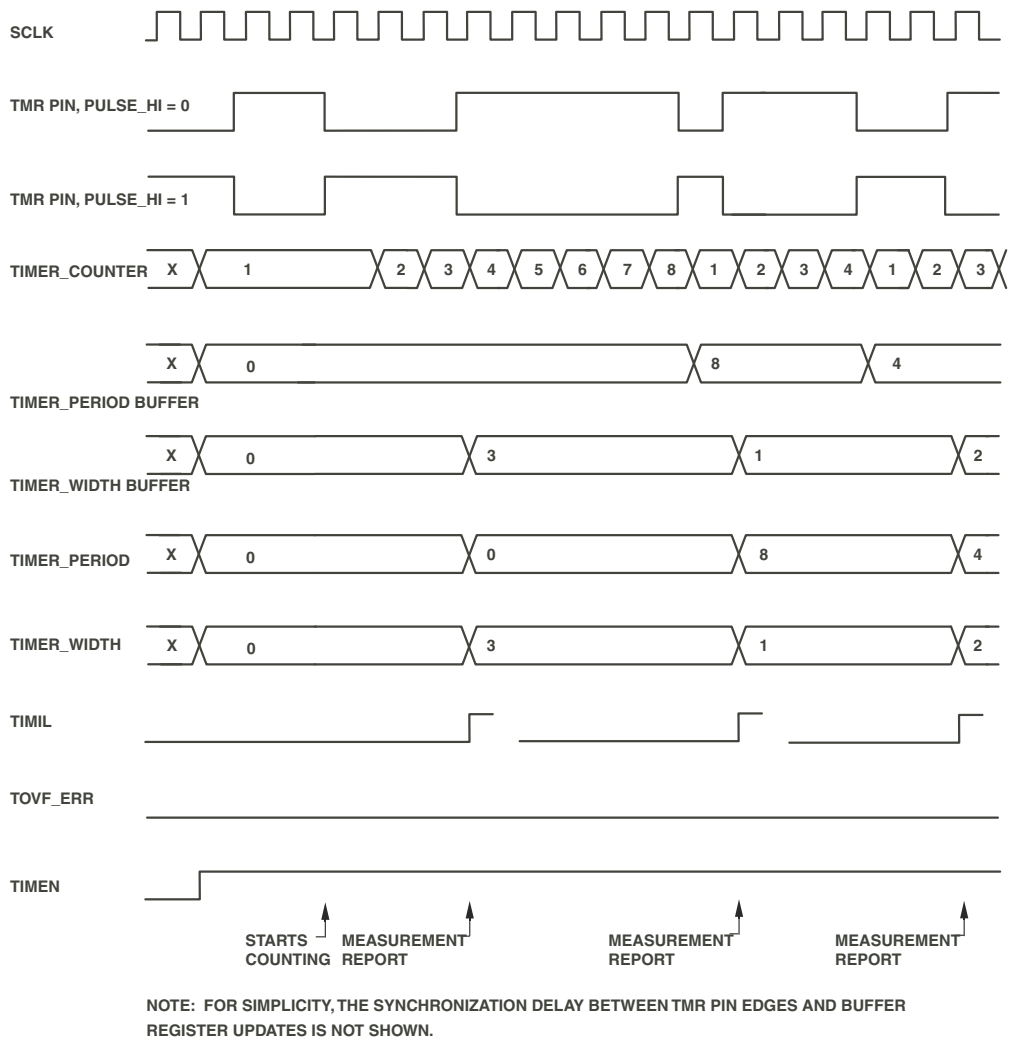 SCLK
TMR PIN, PULSE_HI = 0
TMR PIN, PULSE_HI = 1
TIMER_COUNTER X 1 2 3 4 5 6 7 8 1 2 3 4 1 2 3
X 0 8 4
TIMER_PERIOD BUFFER
X 0 3 1 2
TIMER_WIDTH BUFFER
TIMER_PERIOD X 0 0 8 4
TIMER_WIDTH X 0 3 1 2
TIMIL
TOVF_ERR
TIMEN
STARTS MEASUREMENT MEASUREMENT MEASUREMENT
COUNTING REPORT REPORT REPORT
NOTE: FOR SIMPLICITY, THE SYNCHRONIZATION DELAY BETWEEN TMR PIN EDGES AND BUFFER
REGISTER UPDATES IS NOT SHOWN.